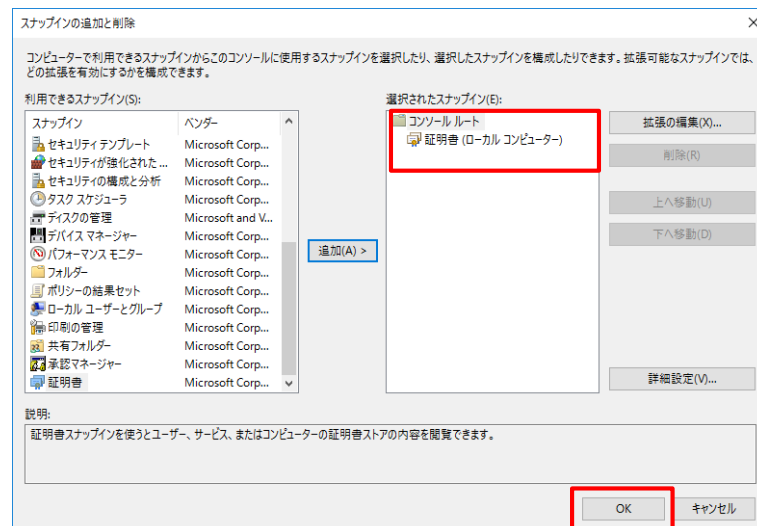 スナップインの追加と削除
コンピューターで利用できるスナップインからこのコンソールに使用するスナップインを選択したり、選択したスナップインを構成したりできます。拡張可能なスナップインでは、
どの拡張を有効にするかを構成できます。
利用できるスナップイン(S):
選択されたスナップイン(E):
スナップイン ベンダー
セキュリティ テンプレート Microsoft Corp...
セキュリティが強化された ... Microsoft Corp...
セキュリティの構成と分析 Microsoft Corp...
タスク スケジューラ Microsoft Corp...
ディスクの管理 Microsoft and V...
デバイス マネージャー Microsoft Corp...
パフォーマンス モニター Microsoft Corp...
フォルダー Microsoft Corp...
ポリシーの結果セット Microsoft Corp...
ローカル ユーザーとグループ Microsoft Corp...
印刷の管理 Microsoft Corp...
共有フォルダー Microsoft Corp...
承認マネージャー Microsoft Corp...
証明書 Microsoft Corp...
追加(A) >
コンソール ルート
証明書 (ローカル コンピューター)
拡張の編集(X)...
削除(R)
上へ移動(U)
下へ移動(D)
詳細設定(V)...
説明:
証明書スナップインを使うとユーザー、サービス、またはコンピューターの証明書ストアの内容を閲覧できます。
OK
キャンセル